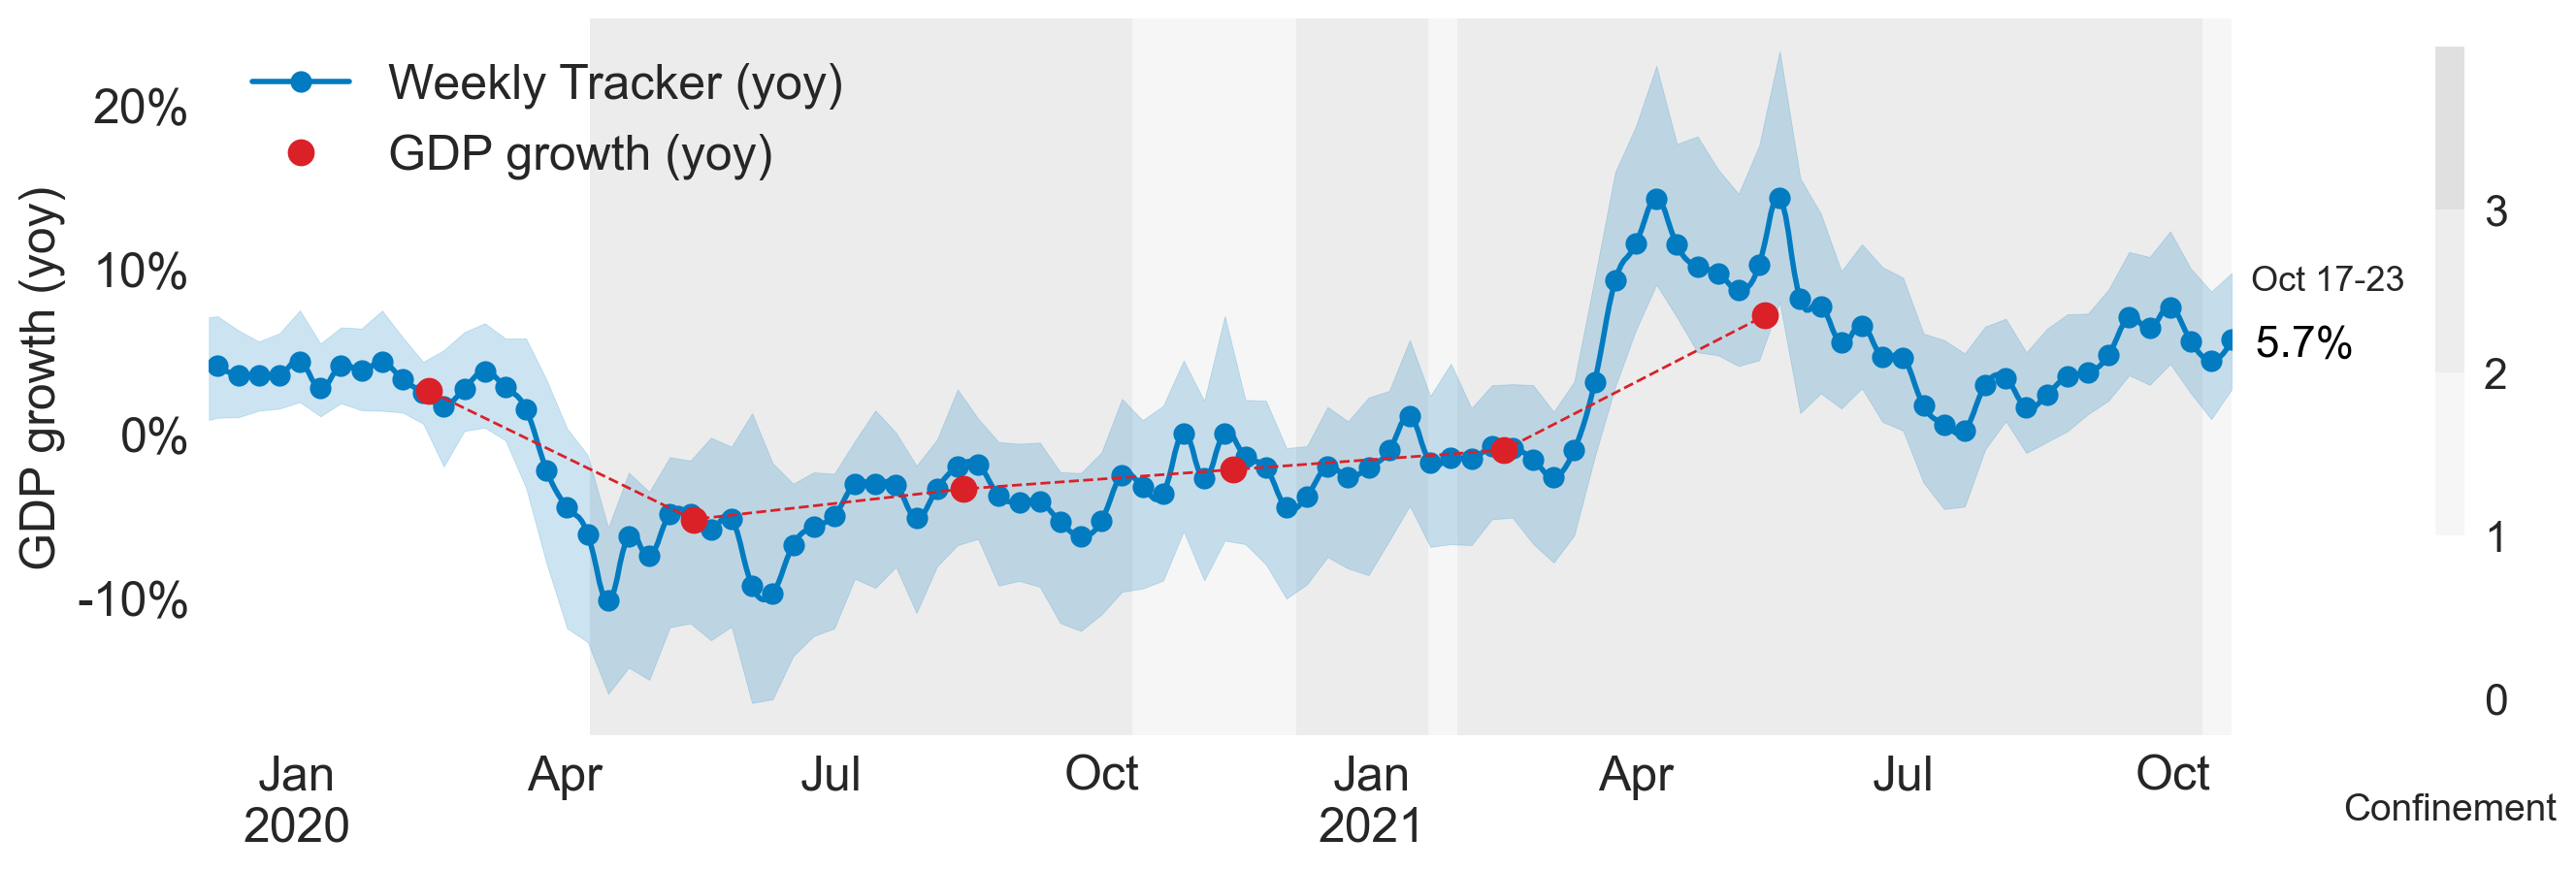 Weekly Tracker (yoy)
GDP growth (yoy)
GDP growth (yoy)
20%
10%
0%
-10%
Jan
2020
Apr
Jul
Oct
Jan
2021
Apr
Jul
Oct
Oct 17-23
5.7%
3
2
1
0
Confinement